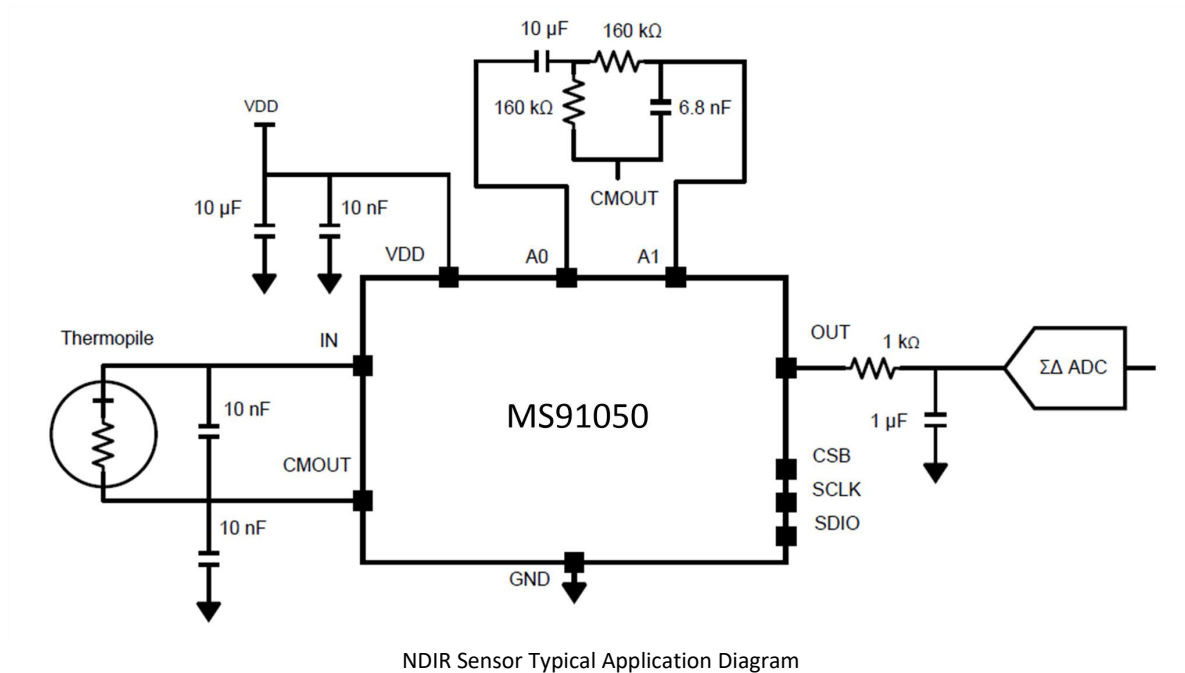 10 µF 160 kΩ
160 kΩ 6.8 nF
CMOUT
VDD
10 µF 10 nF
VDD A0 A1
Thermopile IN
10 nF
CMOUT
10 nF
MS91050
OUT 1 kΩ
ΣΔ ADC
1 µF
CSB
SCLK
SDIO
GND
NDIR Sensor Typical Application Diagram